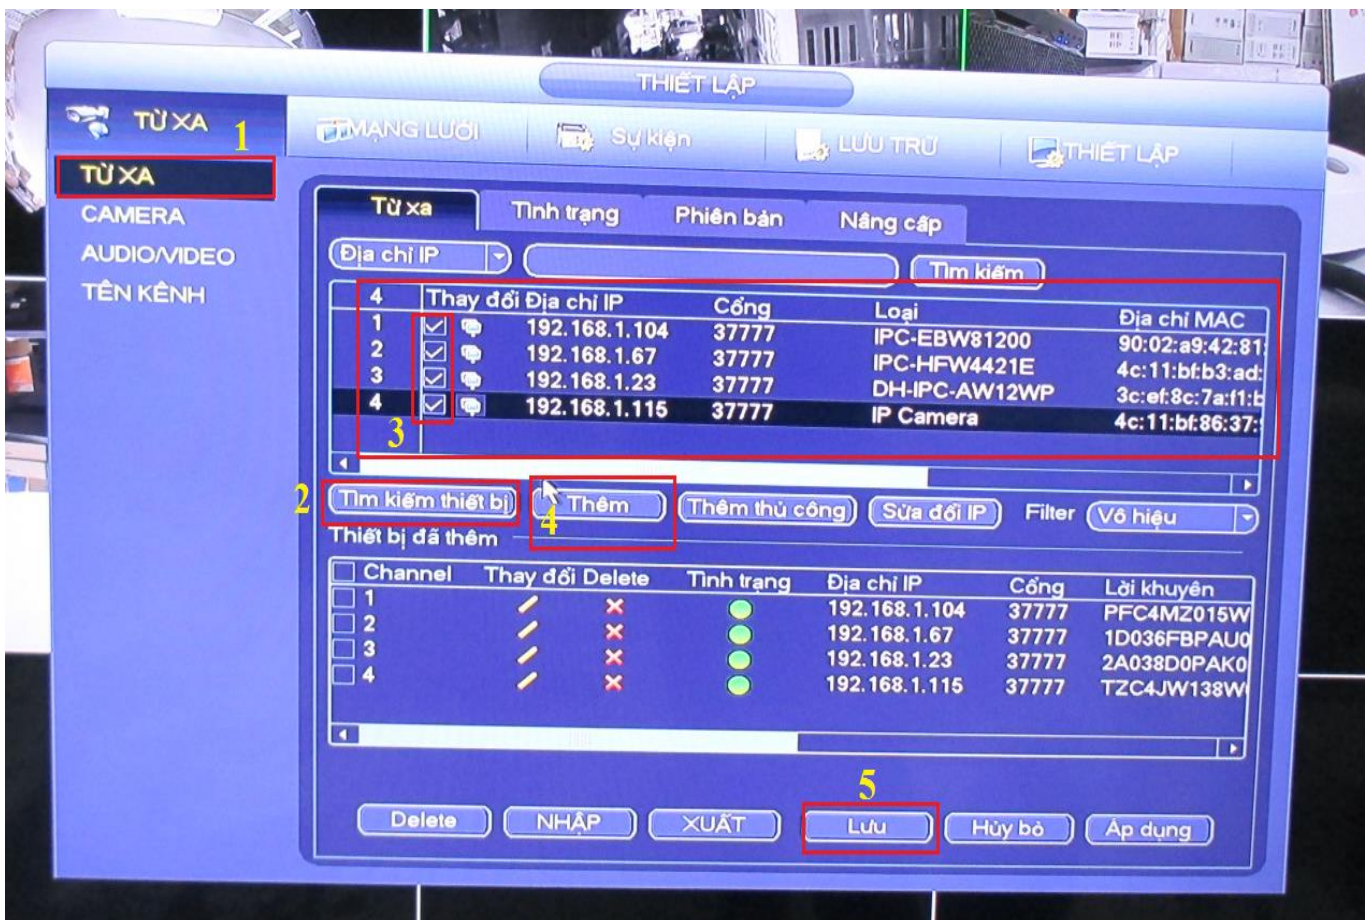 THIẾT LẬP
TỪ XA
1
MẠNG LƯỚI
Sự kiện
LƯU TRỮ
THIẾT LẬP
TỪ XA
CAMERA
AUDIO/VIDEO
TÊN KÊNH
Từ xa
Tình trạng
Phiên bản
Nâng cấp
Địa chỉ IP
Tìm kiếm
4 Thay đổi Địa chỉ IP Cổng Loại Địa chỉ MAC
1 192.168.1.104 37777 IPC-EBW81200 90:02:a9:42:81:
2 192.168.1.67 37777 IPC-HFW4421E 4c:11:bf:b3:ad:
3 192.168.1.23 37777 DH-IPC-AW12WP 3c:ef:8c:7a:f1:b
4 192.168.1.115 37777 IP Camera 4c:11:bf:86:37:
3
2
Tìm kiếm thiết bị
4
Thêm
Thêm thủ công
Sửa đổi IP
Filter
Vô hiệu
Thiết bị đã thêm
Channel Thay đổi Delete Tình trạng Địa chỉ IP Cổng Lời khuyên
1 192.168.1.104 37777 PFC4MZ015W
2 192.168.1.67 37777 1D036FBPAU0
3 192.168.1.23 37777 2A038D0PAK0
4 192.168.1.115 37777 TZC4JW138W
5
Delete
NHẬP
XUẤT
Lưu
Hủy bỏ
Áp dụng